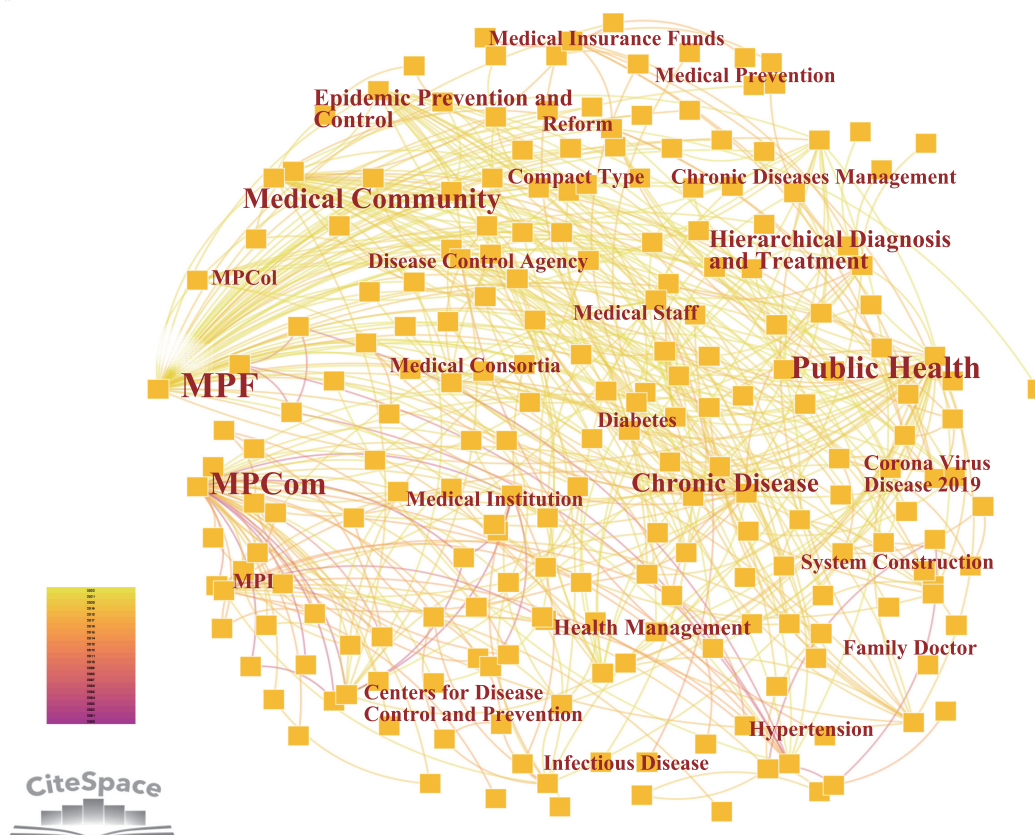 Medical Insurance Funds
Medical Prevention
Epidemic Prevention and
Control
Reform
Compact Type
Chronic Diseases Management
Medical Community
Hierarchical Diagnosis
and Treatment
Disease Control Agency
MPCol
Medical Staff
Medical Consortia
Public Health
MPF
Diabetes
Corona Virus
Disease 2019
MPCom
Chronic Disease
Medical Institution
System Construction
MPI
Health Management
Family Doctor
Centers for Disease
Control and Prevention
Hypertension
Infectious Disease
CiteSpace